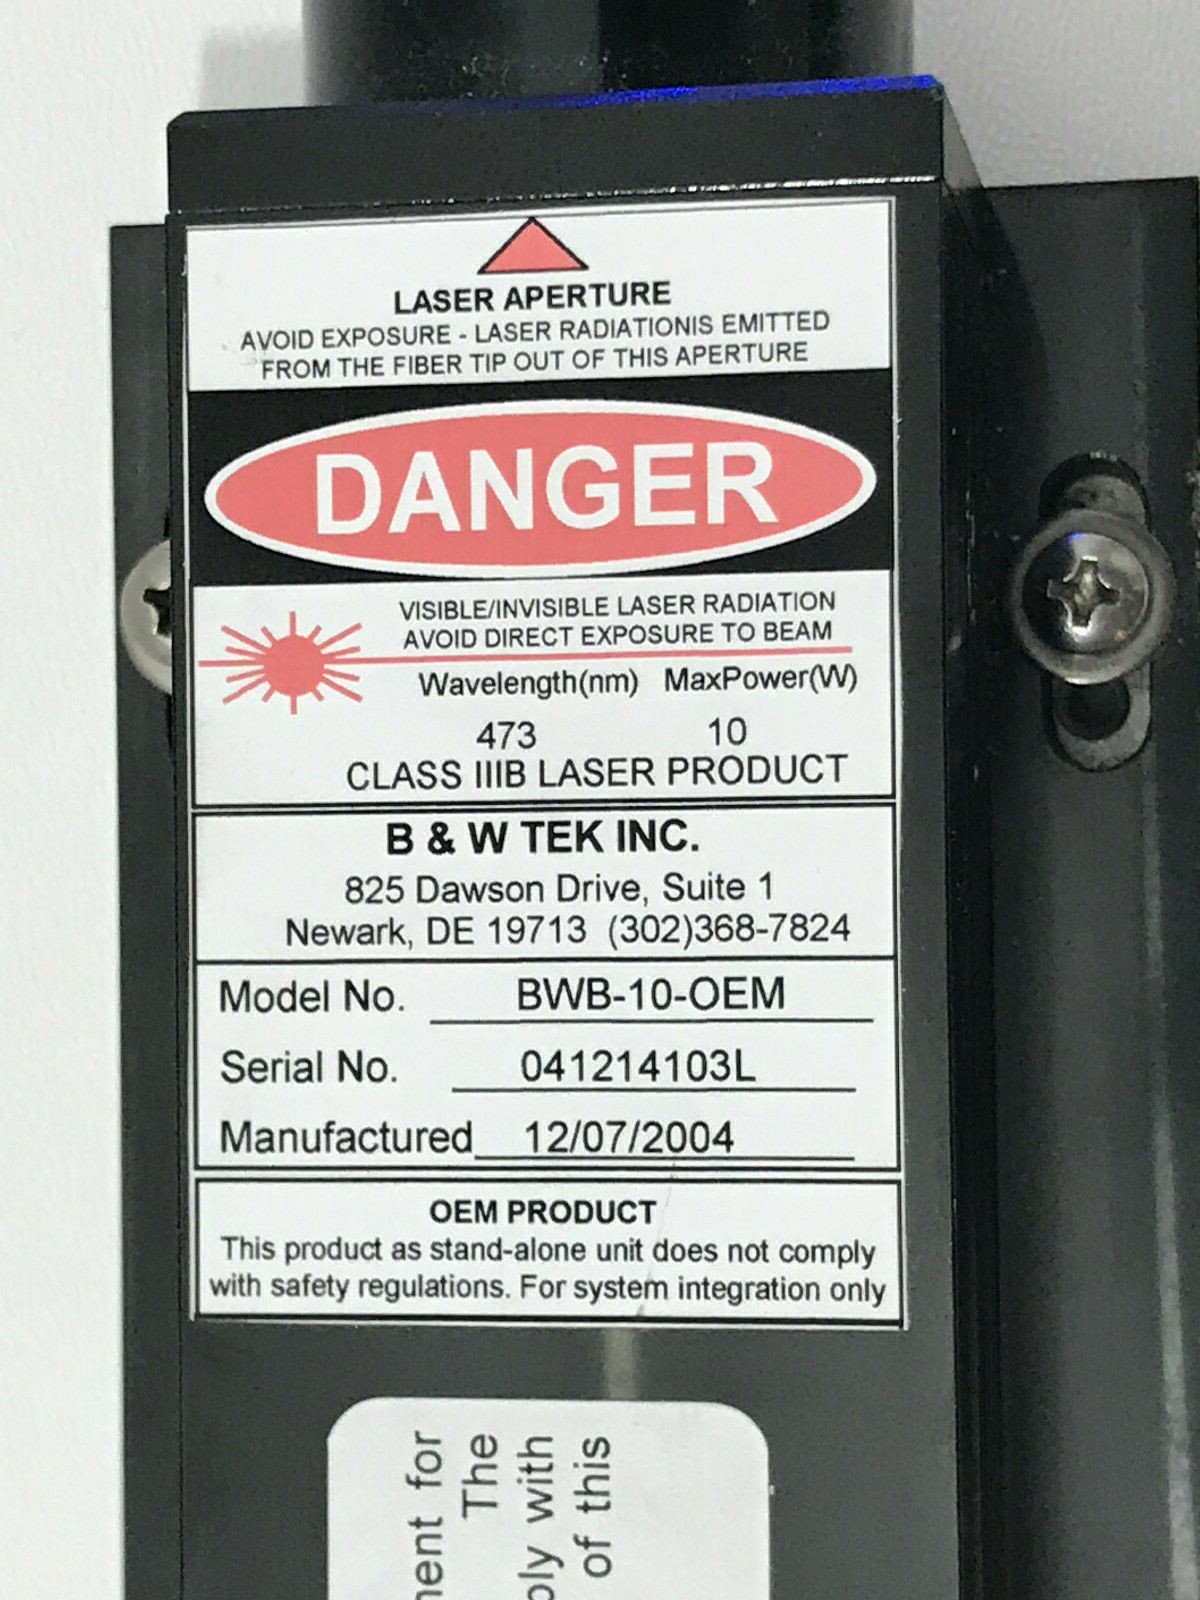 LASER APERTURE
AVOID EXPOSURE - LASER RADIATIONIS EMITTED
FROM THE FIBER TIP OUT OF THIS APERTURE
DANGER
VISIBLE/INVISIBLE LASER RADIATION
AVOID DIRECT EXPOSURE TO BEAM
Wavelength(nm) MaxPower(W)
473 10
CLASS IIIB LASER PRODUCT
B & W TEK INC.
825 Dawson Drive, Suite 1
Newark, DE 19713 (302)368-7824
Model No. BWB-10-OEM
Serial No. 041214103L
Manufactured 12/07/2004
OEM PRODUCT
This product as stand-alone unit does not comply
with safety regulations. For system integration only
for
The
with
of this